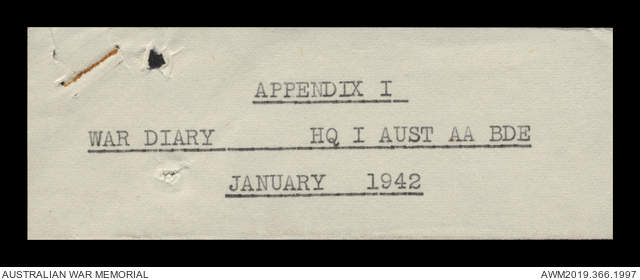 APPENDIX I
WAR DIARY HQ I AUST AA BDE
JANUARY 1942
AUSTRALIAN WAR MEMORIAL AWM2019.366.1997